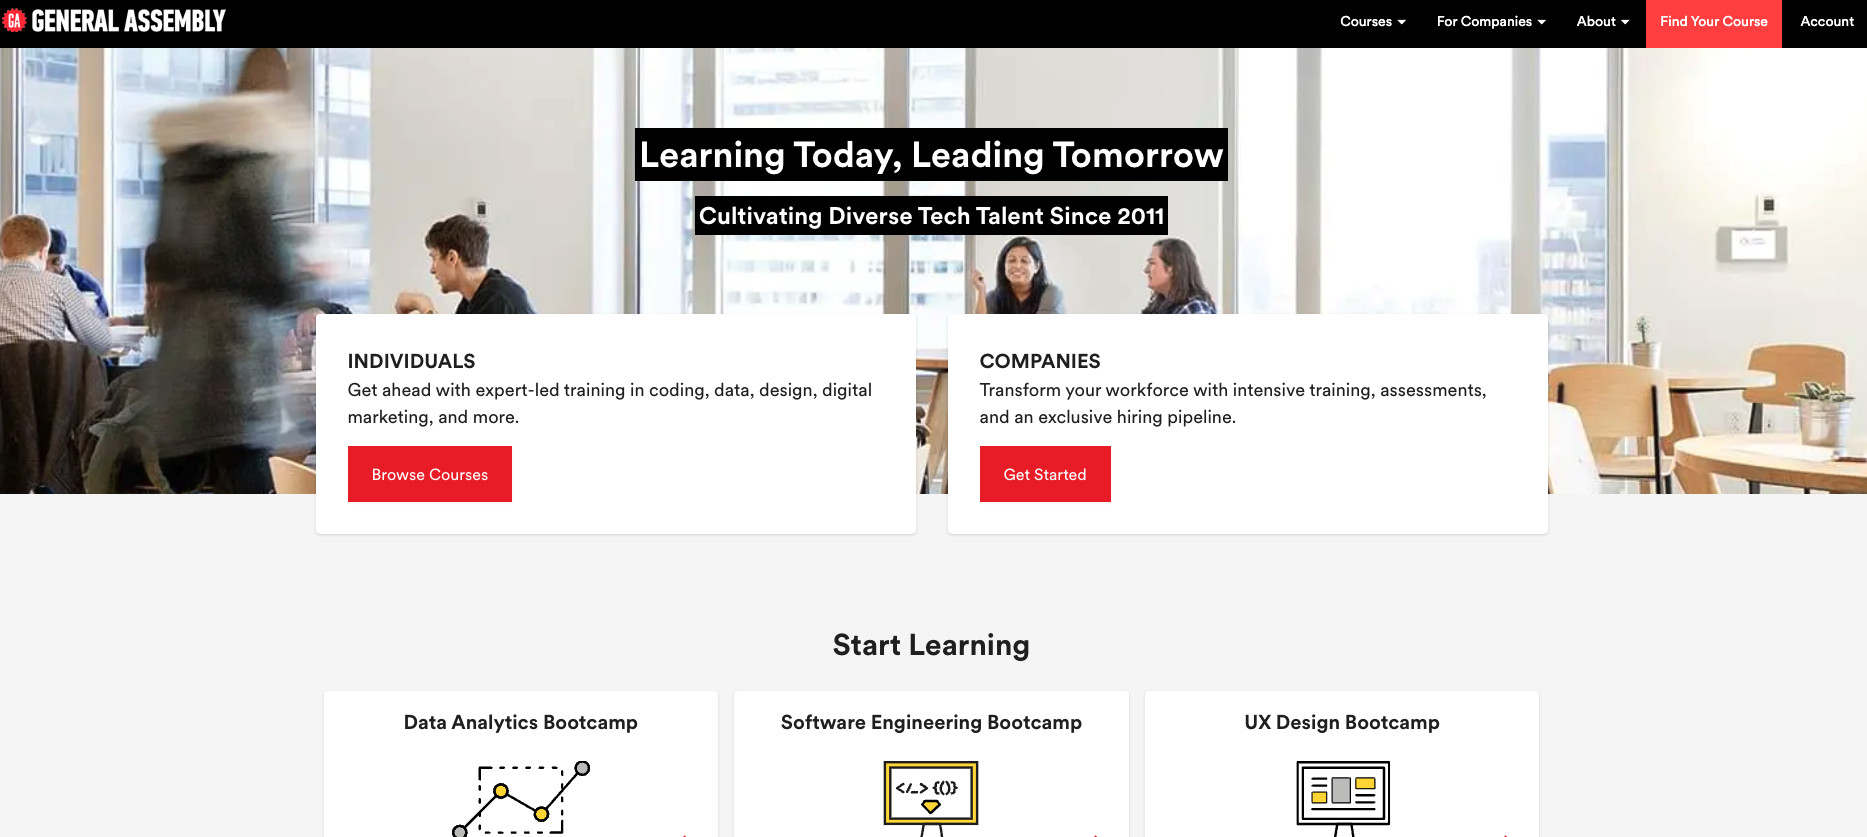 GA GENERAL ASSEMBLY
Courses
For Companies
About
Find Your Course
Account
Learning Today, Leading Tomorrow
Cultivating Diverse Tech Talent Since 2011
INDIVIDUALS
Get ahead with expert-led training in coding, data, design, digital
marketing, and more.
Browse Courses
COMPANIES
Transform your workforce with intensive training, assessments,
and an exclusive hiring pipeline.
Get Started
Start Learning
Data Analytics Bootcamp
Software Engineering Bootcamp
</_> {()}
UX Design Bootcamp